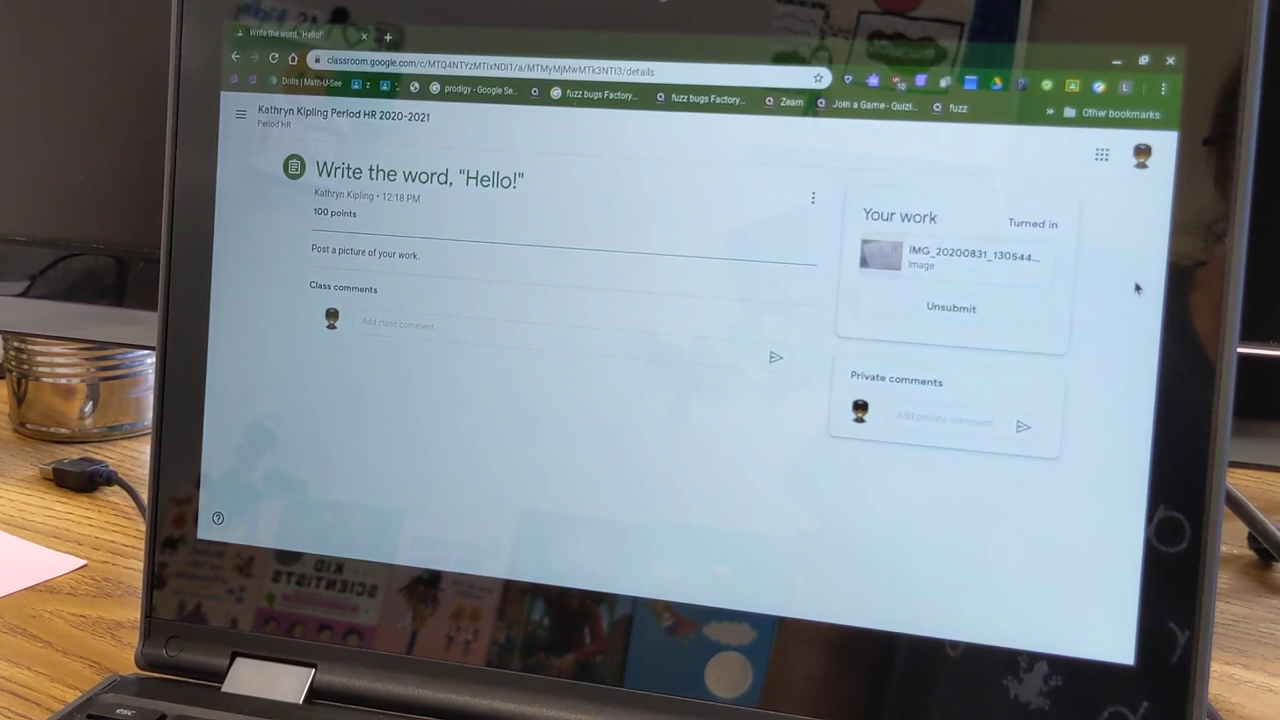 Write the word, "Hello!"
classroom.google.com/c/MTQ4NTYzMTIxNDI1/a/MTMyMjMwMTk3NTI3/details
Drills | Math-U-See
z
prodigy - Google Se...
fuzz bugs Factory...
fuzz bugs Factory...
Zearn
Join a Game - Quizi...
fuzz
Other bookmarks
Kathryn Kipling Period HR 2020-2021
Period HR
Write the word, "Hello!"
Kathryn Kipling • 12:18 PM
100 points
Post a picture of your work.
Class comments
Add class comment
Your work
Turned in
IMG_20200831_130544...
Image
Unsubmit
Private comments
Add private comment
KID
SCIENTISTS
esc